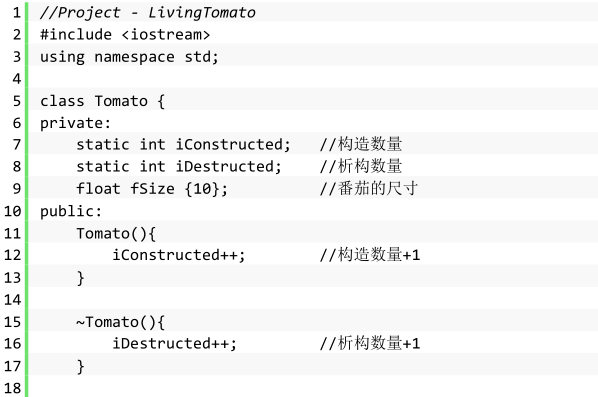 1 //Project - LivingTomato
2 #include <iostream>
3 using namespace std;
4
5 class Tomato {
6 private:
7     static int iConstructed;   //构造数量
8     static int iDestructed;    //析构数量
9     float fSize {10};          //番茄的尺寸
10 public:
11     Tomato(){
12         iConstructed++;        //构造数量+1
13     }
14
15     ~Tomato(){
16         iDestructed++;         //析构数量+1
17     }
18